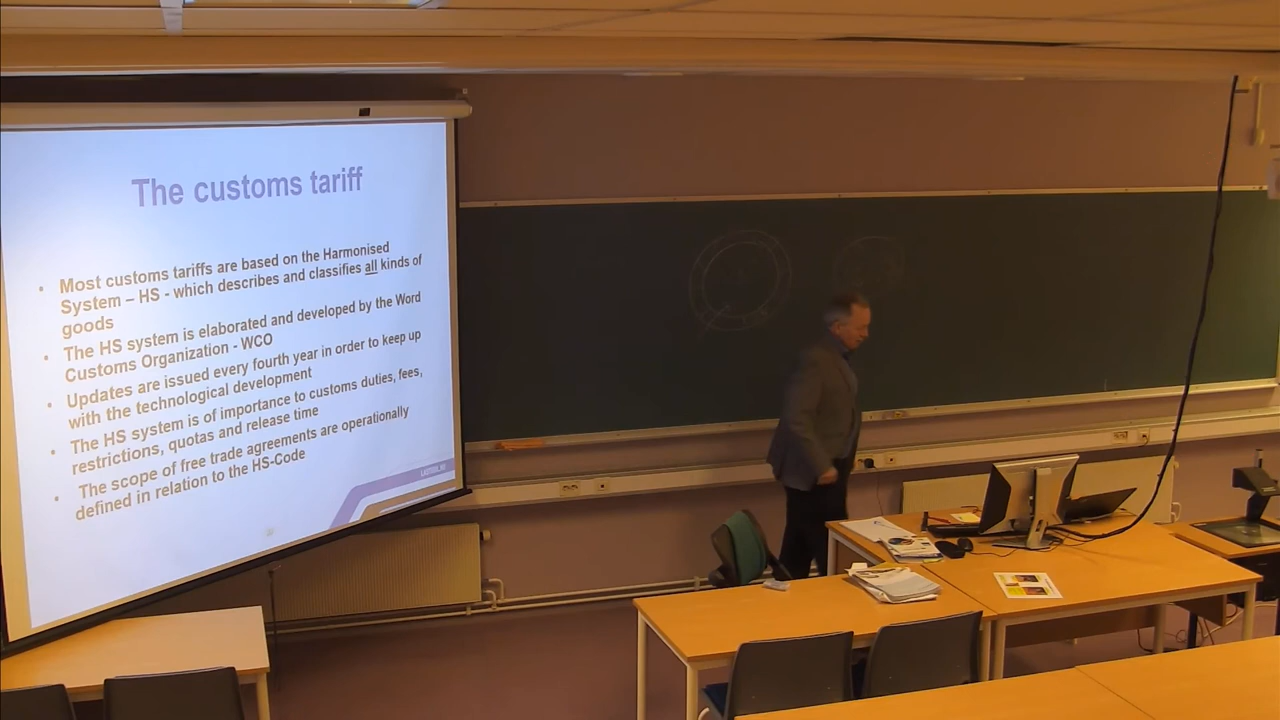 The customs tariff
• Most customs tariffs are based on the Harmonised
System – HS - which describes and classifies all kinds of
goods
• The HS system is elaborated and developed by the Word
Customs Organization - WCO
• Updates are issued every fourth year in order to keep up
with the technological development
• The HS system is of importance to customs duties, fees,
restrictions, quotas and release time
• The scope of free trade agreements are operationally
defined in relation to the HS-Code